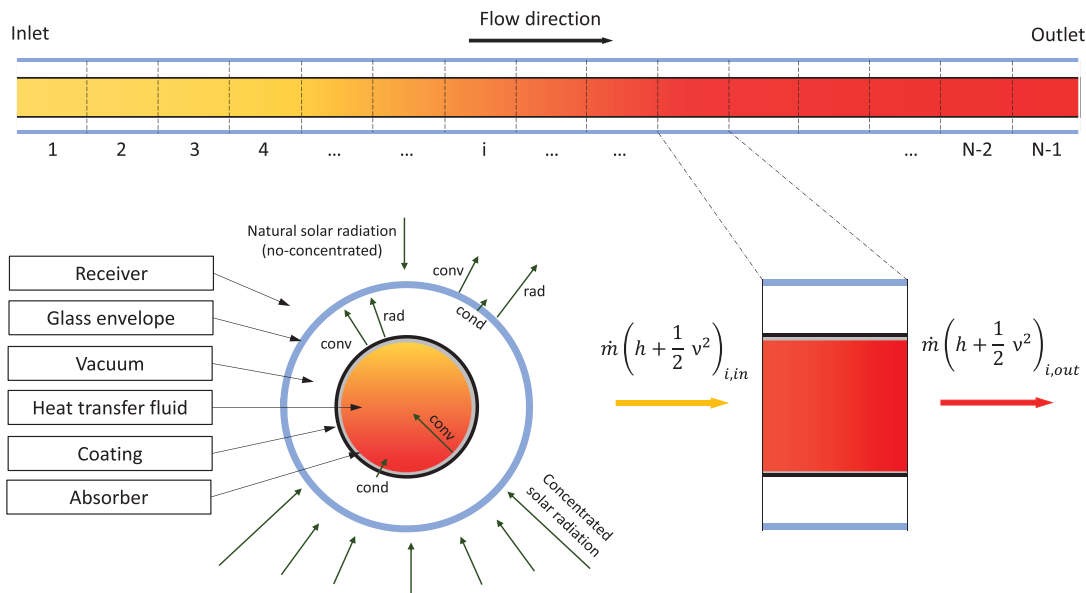 Flow direction
Inlet
Outlet
1 2 3 4 ... ... i ... ... ... N-2 N-1
Natural solar radiation
(no-concentrated)
conv
rad
cond
rad
conv
conv
cond
Receiver
Glass envelope
Vacuum
Heat transfer fluid
Coating
Absorber
Concentrated
solar radiation
ṁ(h + 1/2 v²)i,in
ṁ(h + 1/2 v²)i,out